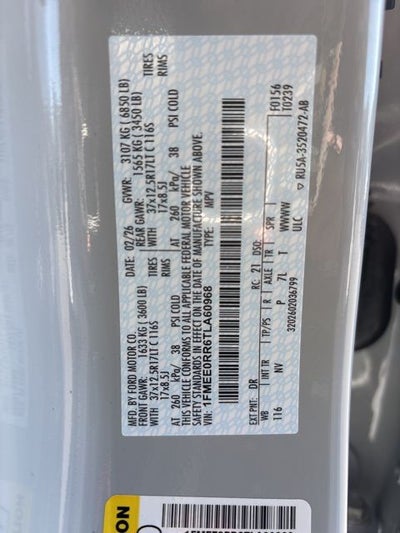 MFD. BY FORD MOTOR CO.
02/26 GVWR: 3107 KG ( 6850 LB)
FRONT GAWR: 1633 KG ( 3600 LB) REAR GAWR: 1565 KG ( 3450 LB)
WITH 37x12.5R17LT C 116S TIRES WITH 37x12.5R17LT C 116S TIRES
17x8.5J RIMS 17x8.5J RIMS
AT 260 kPa/ 38 PSI COLD AT 260 kPa/ 38 PSI COLD
THIS VEHICLE CONFORMS TO ALL APPLICABLE FEDERAL MOTOR VEHICLE
SAFETY STANDARDS IN EFFECT ON THE DATE OF MANUFACTURE SHOWN ABOVE.
VIN: 1FMEE0RR6TLA60968
TYPE: MPV
F0156
T0239
EXT PNT: DR RC: 21 DSO:
WB INT TR TP/PS R AXLE TR SPR
116 NV P 7L T WWWW
ULC
3202602036799
RU5A-3520472-AB
ON